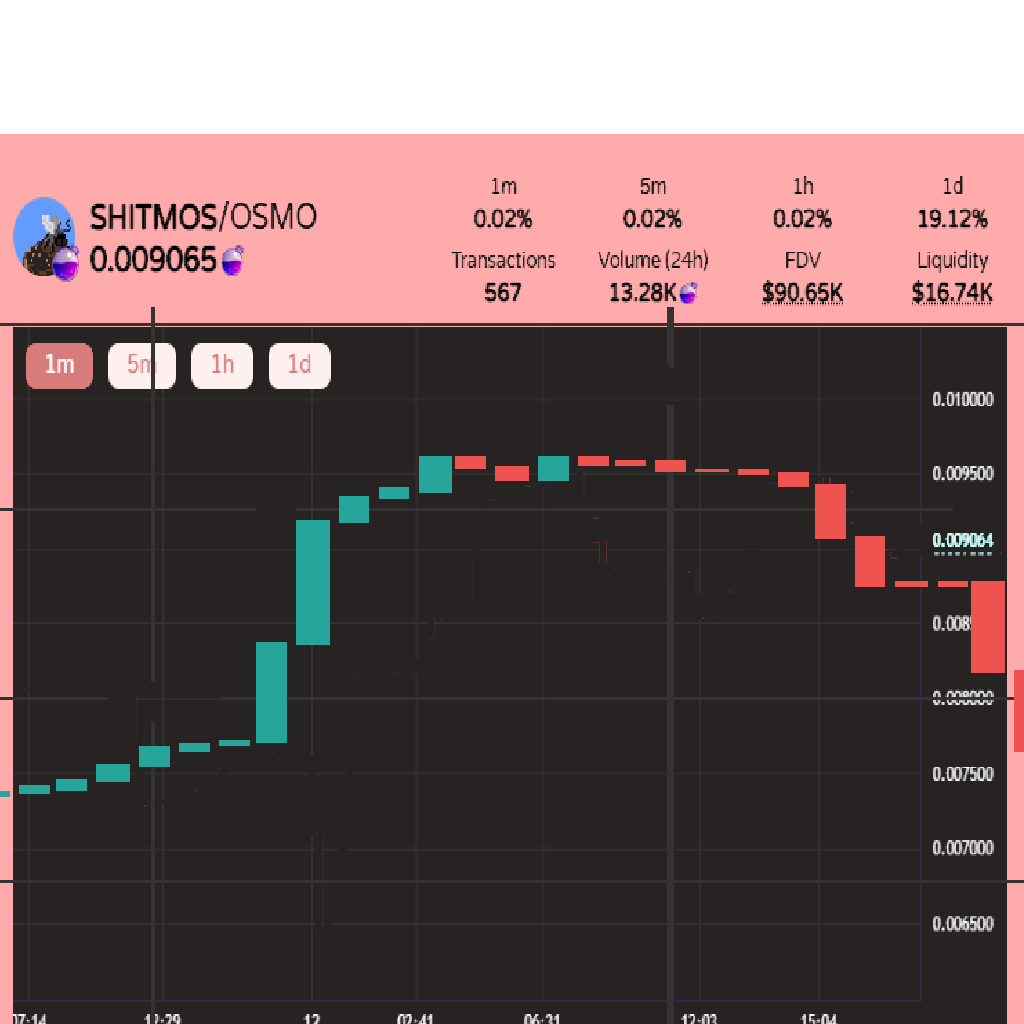 1m 5m 1h 1d
SHITMOS/OSMO 0.02% 0.02% 0.02% 19.12%
0.009065 Transactions Volume (24h) FDV Liquidity
567 13.28K $90.65K $16.74K
1m 5m 1h 1d
0.010000
0.009500
0.009064
0.008000
0.007500
0.007000
0.006500
07:14 12:29 12 02:41 06:31 12:03 15:04